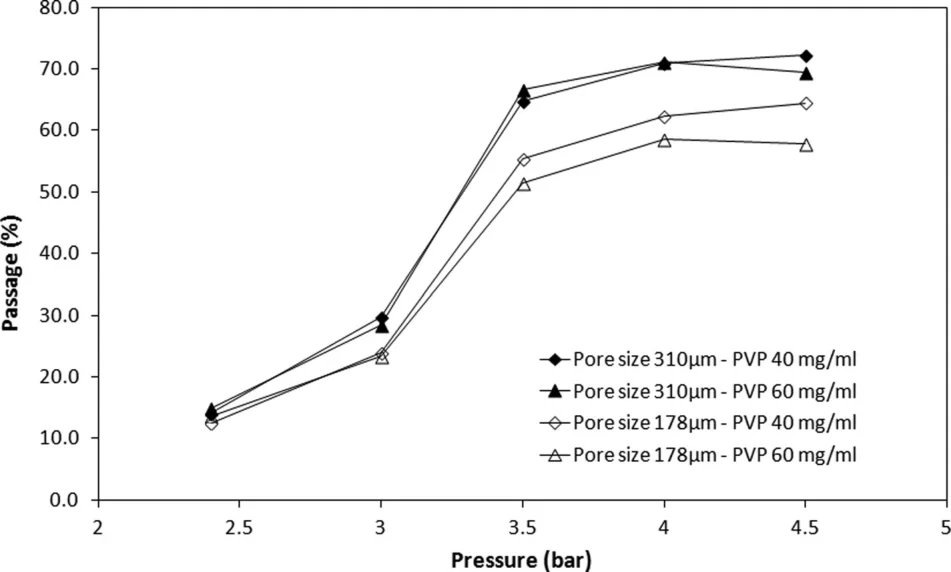 80.0
70.0
60.0
50.0
40.0
30.0
20.0
10.0
0.0
Passage (%)
Pore size 310µm - PVP 40 mg/ml
Pore size 310µm - PVP 60 mg/ml
Pore size 178µm - PVP 40 mg/ml
Pore size 178µm - PVP 60 mg/ml
2 2.5 3 3.5 4 4.5 5
Pressure (bar)